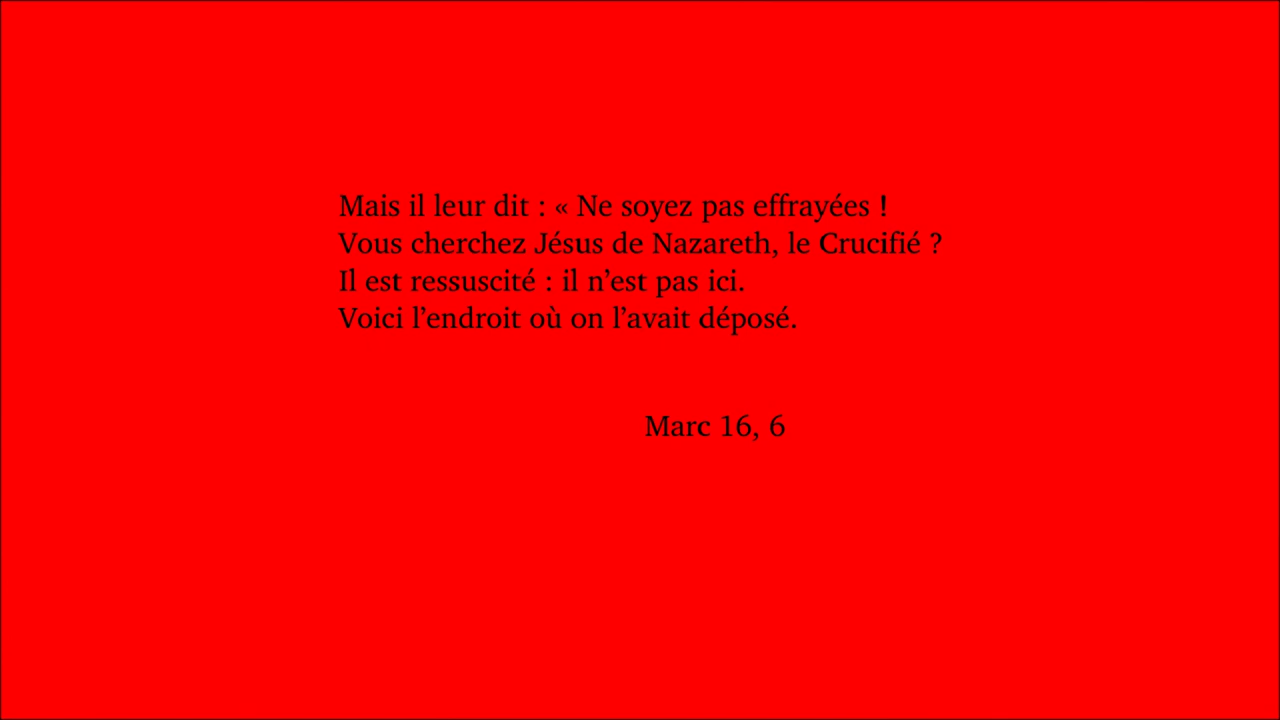 Mais il leur dit : « Ne soyez pas effrayées !
Vous cherchez Jésus de Nazareth, le Crucifié ?
Il est ressuscité : il n’est pas ici.
Voici l’endroit où on l’avait déposé.
Marc 16, 6